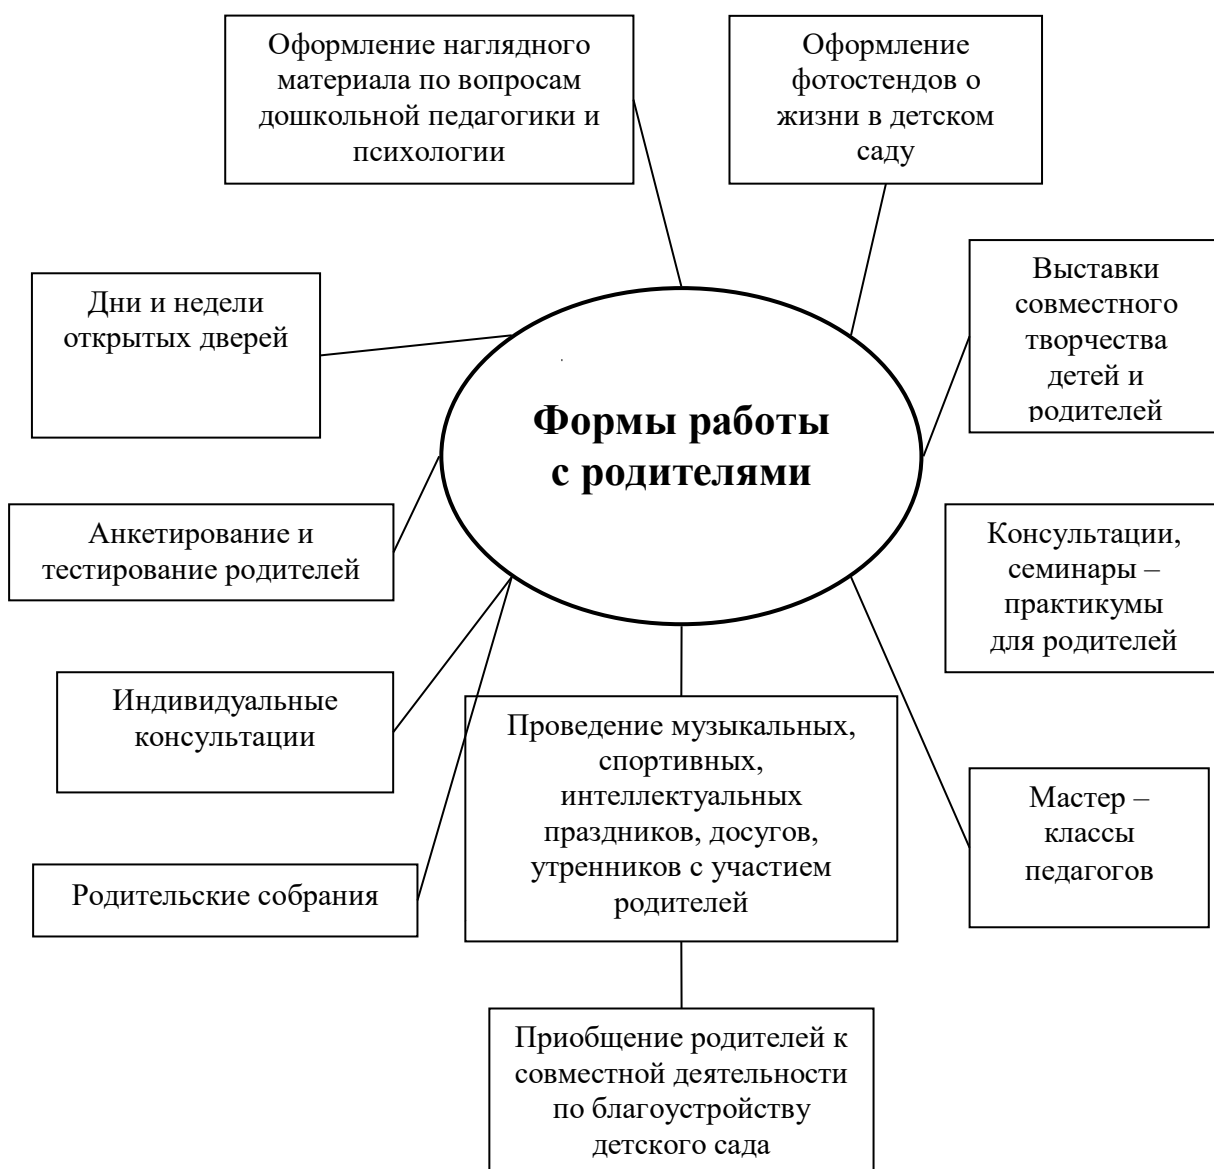 Оформление наглядного
материала по вопросам
дошкольной педагогики и
психологии
Оформление
фотостендов о
жизни в детском
саду
Дни и недели
открытых дверей
Выставки
совместного
творчества
детей и
родителей
Формы работы
с родителями
Анкетирование и
тестирование родителей
Консультации,
семинары –
практикумы
для родителей
Индивидуальные
консультации
Проведение музыкальных,
спортивных,
интеллектуальных
праздников, досугов,
утренников с участием
родителей
Мастер –
классы
педагогов
Родительские собрания
Приобщение родителей к
совместной деятельности
по благоустройству
детского сада